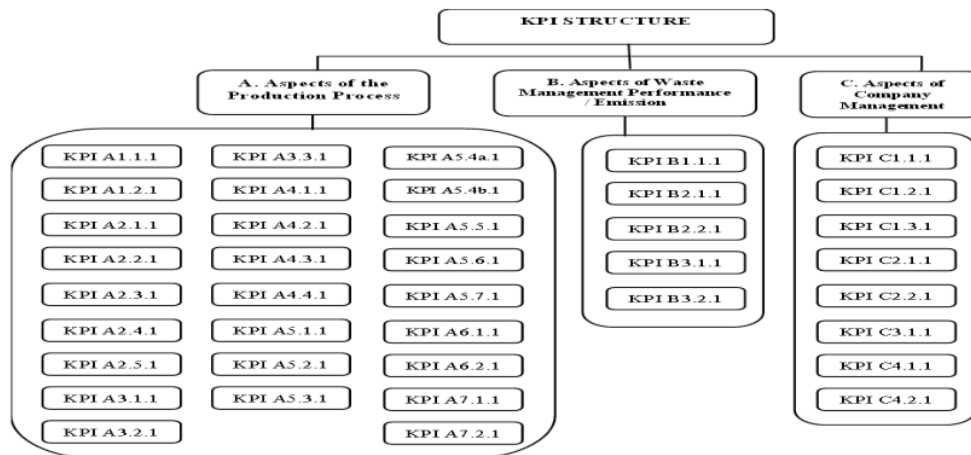 KPI STRUCTURE
A. Aspects of the
Production Process
B. Aspects of Waste
Management Performance
/ Emission
C. Aspects of
Company
Management
KPI A1.1.1
KPI A1.2.1
KPI A2.1.1
KPI A2.2.1
KPI A2.3.1
KPI A2.4.1
KPI A2.5.1
KPI A3.1.1
KPI A3.2.1
KPI A3.3.1
KPI A4.1.1
KPI A4.2.1
KPI A4.3.1
KPI A4.4.1
KPI A5.1.1
KPI A5.2.1
KPI A5.3.1
KPI A5.4a.1
KPI A5.4b.1
KPI A5.5.1
KPI A5.6.1
KPI A5.7.1
KPI A6.1.1
KPI A6.2.1
KPI A7.1.1
KPI A7.2.1
KPI B1.1.1
KPI B2.1.1
KPI B2.2.1
KPI B3.1.1
KPI B3.2.1
KPI C1.1.1
KPI C1.2.1
KPI C1.3.1
KPI C2.1.1
KPI C2.2.1
KPI C3.1.1
KPI C4.1.1
KPI C4.2.1